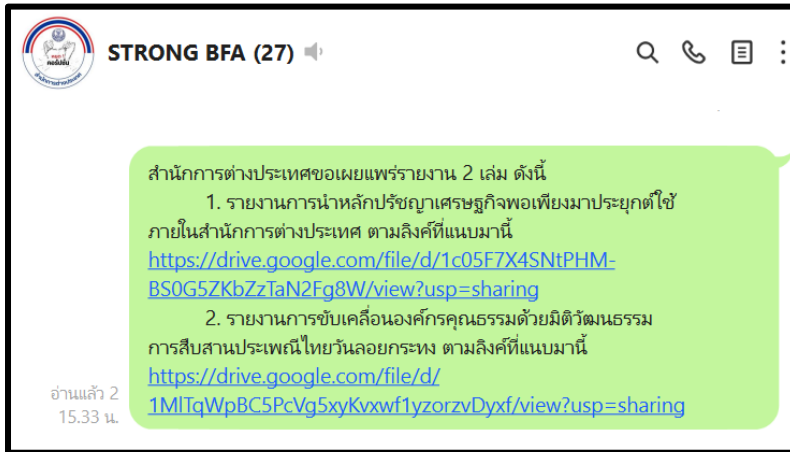 STRONG BFA (27)
สำนักการต่างประเทศขอเผยแพร่รายงาน 2 เล่ม ดังนี้
1. รายงานการนำหลักปรัชญาเศรษฐกิจพอเพียงมาประยุกต์ใช้
ภายในสำนักการต่างประเทศ ตามลิงค์ที่แนบมานี้
https://drive.google.com/file/d/1c05F7X4SNtPHM-
BS0G5ZKbZzTaN2Fg8W/view?usp=sharing
2. รายงานการขับเคลื่อนองค์กรคุณธรรมด้วยมิติวัฒนธรรม
การสืบสานประเพณีไทยวันลอยกระทง ตามลิงค์ที่แนบมานี้
https://drive.google.com/file/d/
1MlTqWpBC5PcVg5xyKvxwf1yzorzvDyxf/view?usp=sharing
อ่านแล้ว 2
15.33 น.